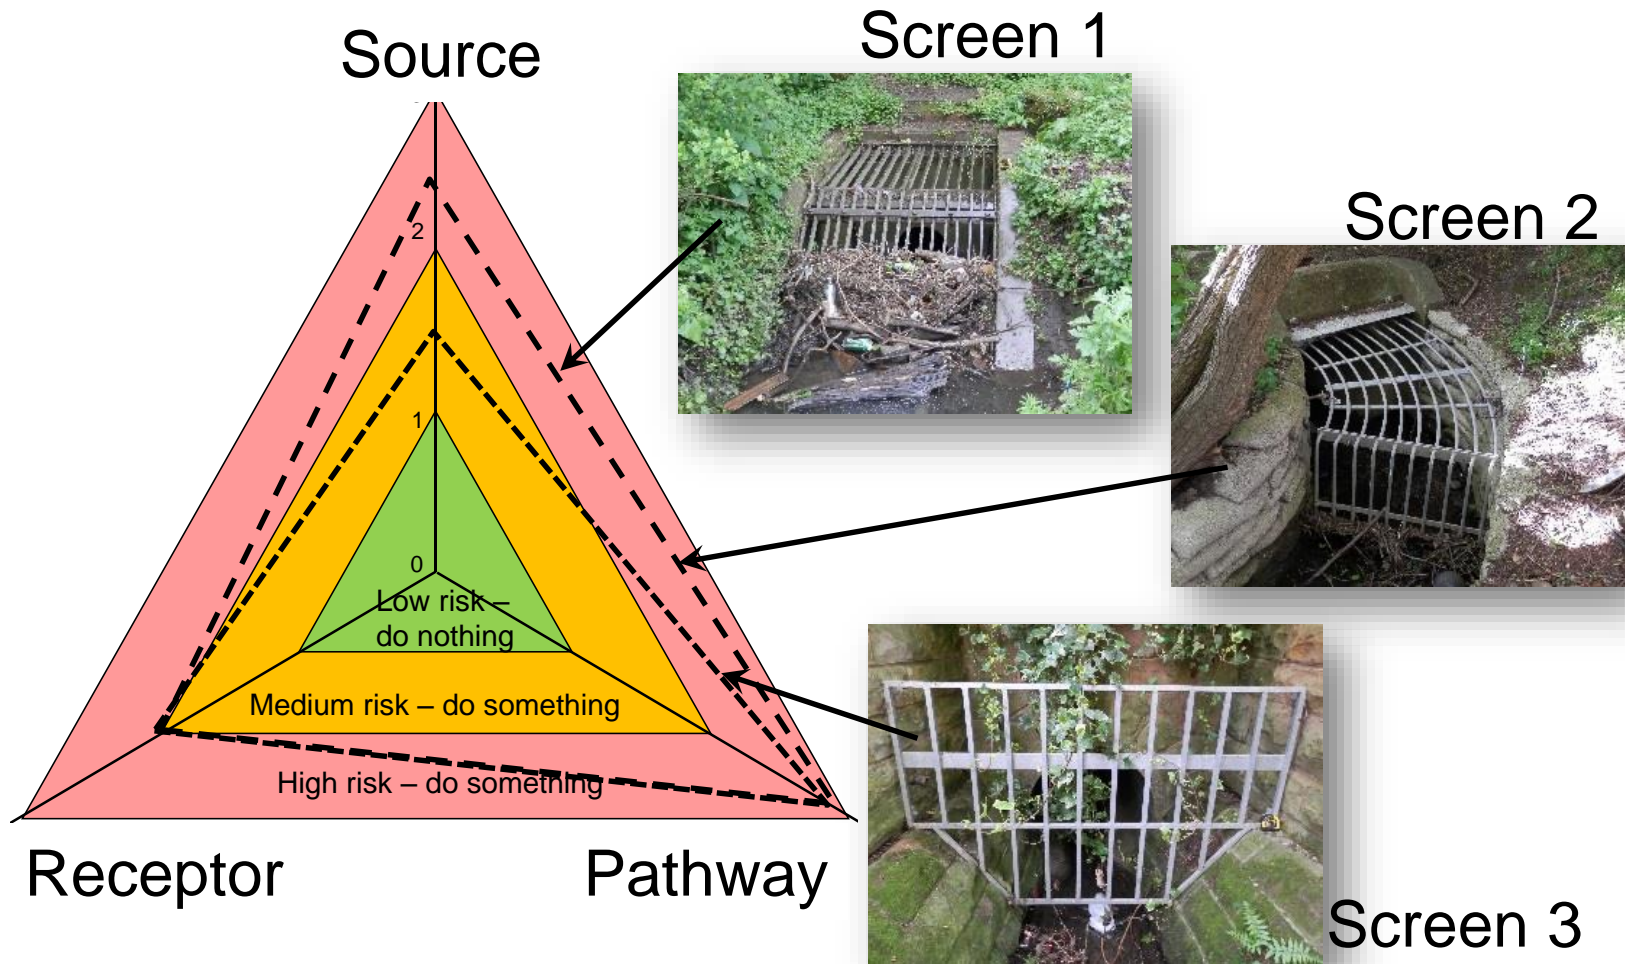 Source
Screen 1
Screen 2
2
1
0
Low risk –
do nothing
Medium risk – do something
High risk – do something
Receptor
Pathway
Screen 3